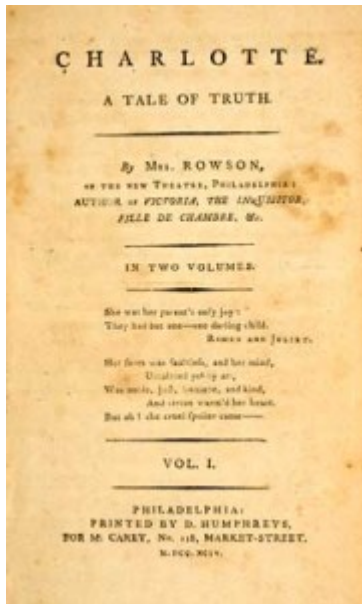 CHARLOTTE.
A TALE OF TRUTH.
By Mrs. ROWSON,
OF THE NEW THEATRE, PHILADELPHIA;
AUTHOR OF VICTORIA, THE INQUISITOR,
FILLE DE CHAMBRE, &c.
IN TWO VOLUMES.
She was her parent's only joy:
They had but one—one darling child.
ROMEO AND JULIET.
Her form was faultless, and her mind,
Untainted yet by art,
Was noble, just, humane, and kind,
And virtue warm'd her heart.
But ah! the cruel spoiler came——
VOL. I.
PHILADELPHIA:
PRINTED BY D. HUMPHREYS,
FOR M. CAREY, No. 118, MARKET-STREET.
M.DCC.XCIV.